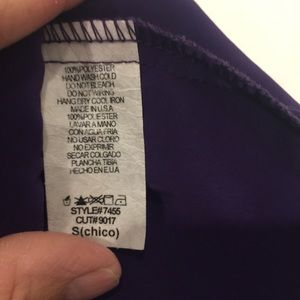 100%POLYESTER
HAND WASH COLD
DO NOT BLEACH
DO NOT WRING
HANG DRY COOL IRON
MADE IN U.S.A
100%POLYESTER
LAVAR A MANO
CON AGUA FRIA
NO USAR CLORO
NO EXPRIMIR
SECAR COLGADO
PLANCHA TIBIA
HECHO EN E.U.A
STYLE#7455
CUT#9017
S(chico)